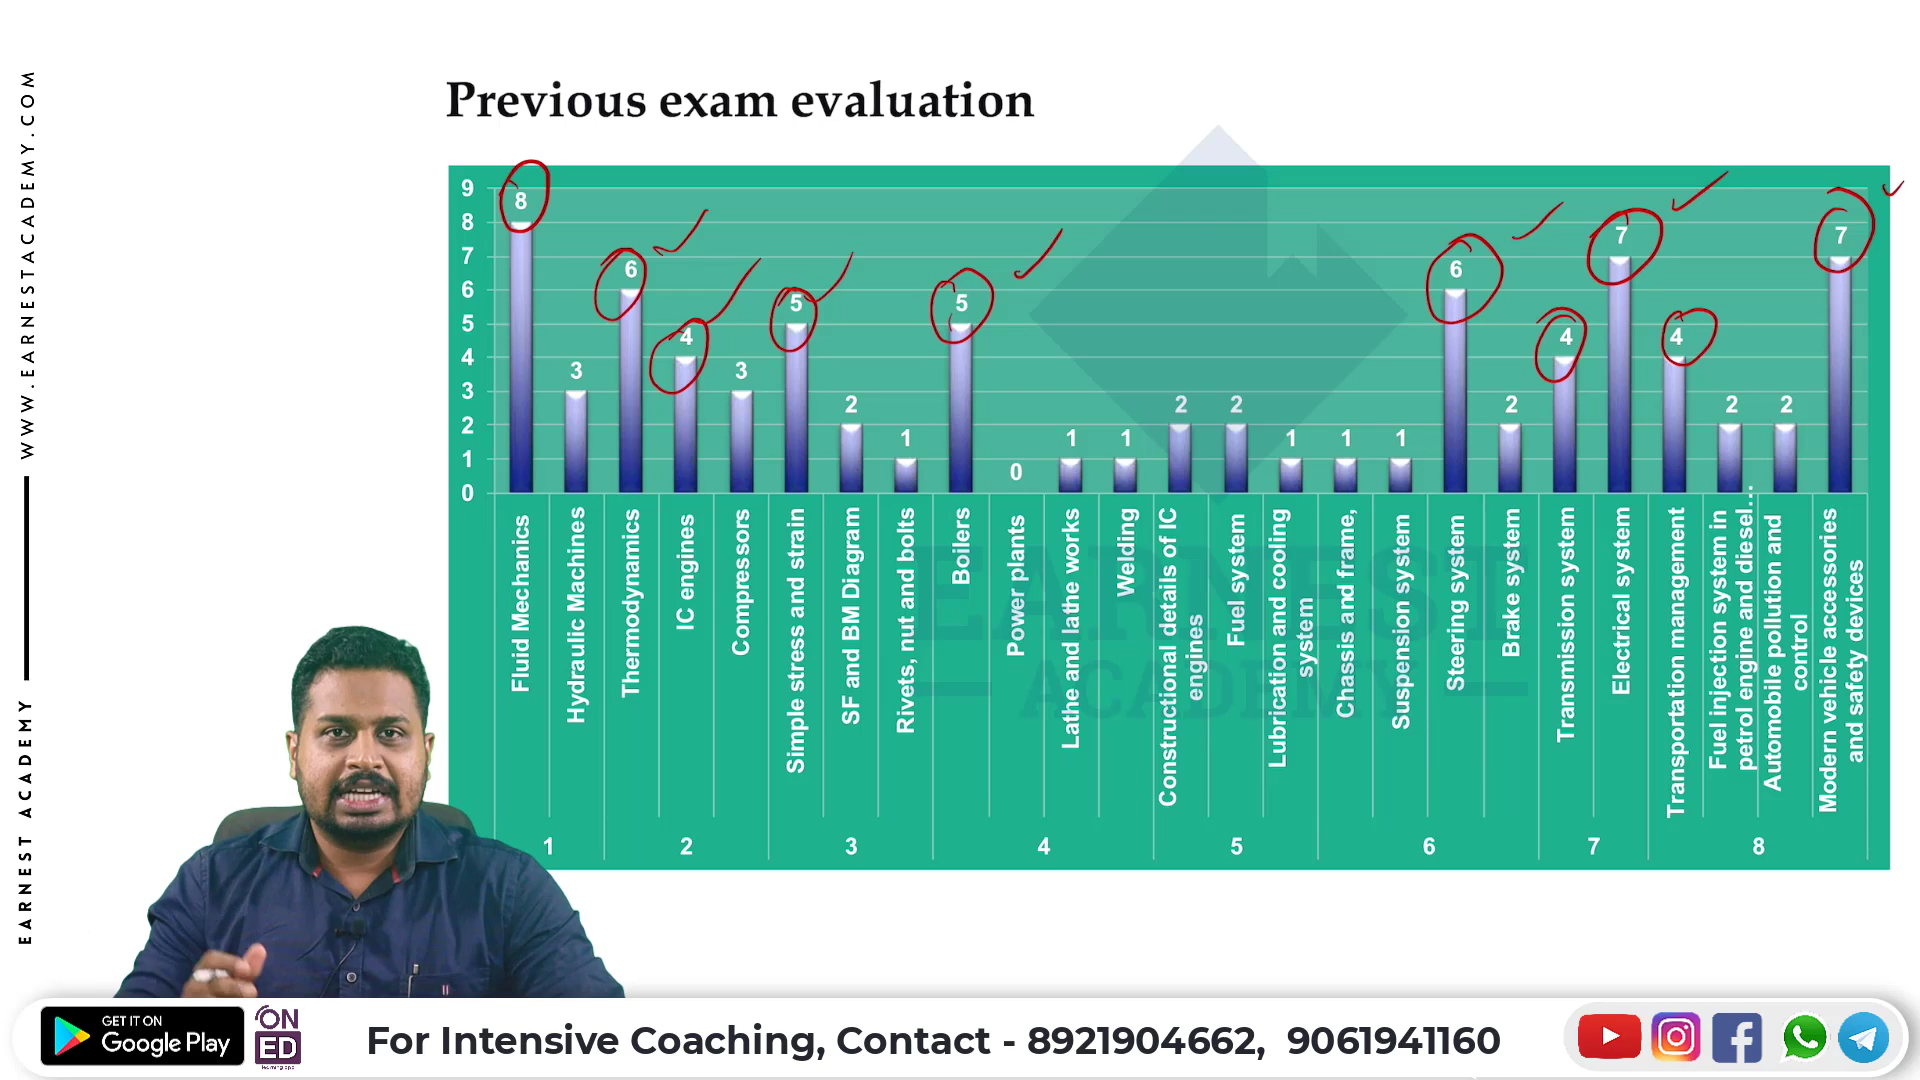 WWW.EARNESTACADEMY.COM
EARNEST ACADEMY
Previous exam evaluation
9
8
7
6
5
4
3
2
1
0
8
3
6
4
3
5
2
1
5
0
1
1
2
2
1
1
1
6
2
4
7
4
2
2
7
Fluid Mechanics
Hydraulic Machines
Thermodynamics
IC engines
Compressors
Simple stress and strain
SF and BM Diagram
Rivets, nut and bolts
Boilers
Power plants
Lathe and lathe works
Welding
Constructional details of IC
engines
Fuel system
Lubrication and cooling
system
Chassis and frame,
Suspension system
Steering system
Brake system
Transmission system
Electrical system
Transportation management
Fuel injection system in
petrol engine and diesel...
Automobile pollution and
control
Modern vehicle accessories
and safety devices
1
2
3
4
5
6
7
8
EARNEST
ACADEMY
GET IT ON
Google Play
ON
ED
learning app
For Intensive Coaching, Contact - 8921904662, 9061941160